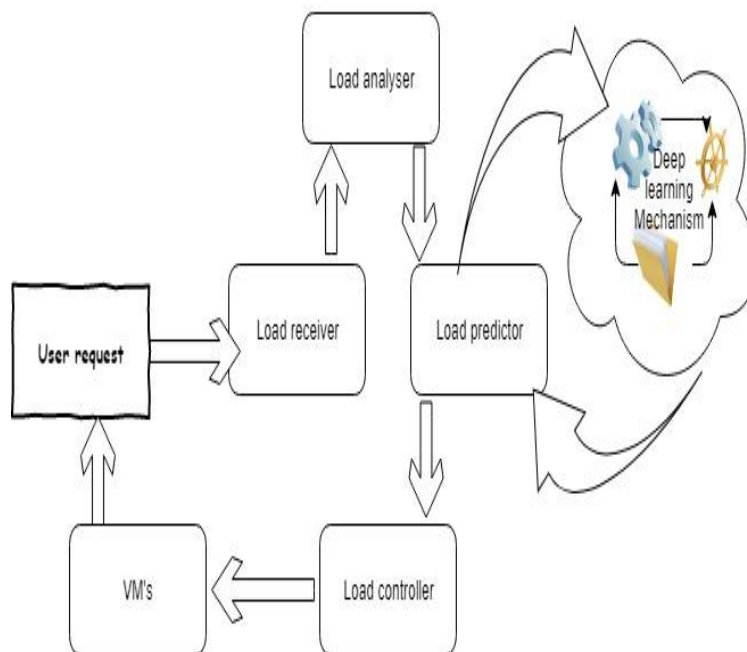 Load analyser
Deep
learning
Mechanism
User request
Load receiver
Load predictor
VM's
Load controller